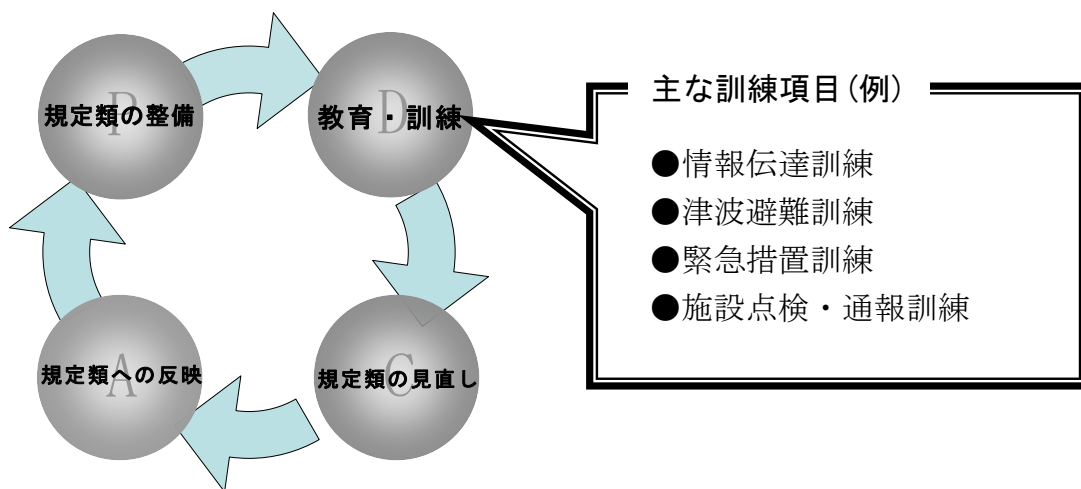 P
規定類の整備
D
教育・訓練
C
規定類の見直し
A
規定類への反映
主な訓練項目(例)
●情報伝達訓練
●津波避難訓練
●緊急措置訓練
●施設点検・通報訓練